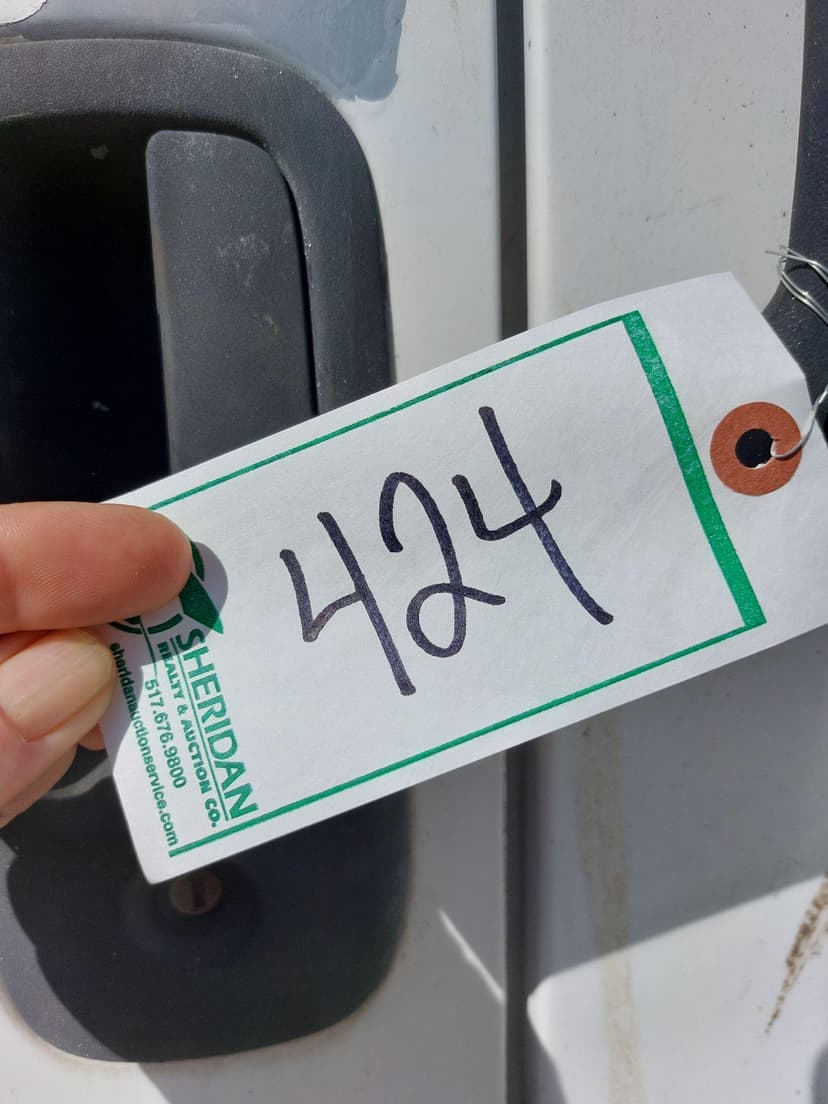 424
SHERIDAN
REALTY & AUCTION CO.
517.676.9800
sheridanauctionservice.com